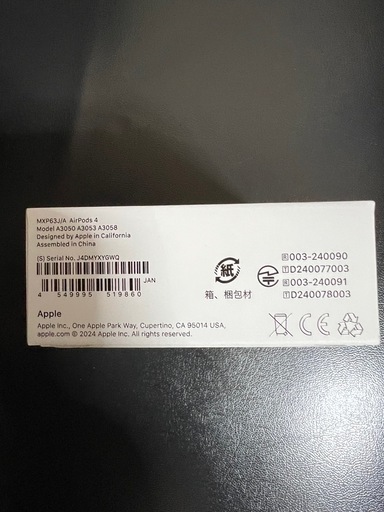 MXP63J/A AirPods 4
Model A3050 A3053 A3058
Designed by Apple in California
Assembled in China
(S) Serial No. J4DMYXYGWQ
JAN
4 549995 519860
紙
箱、梱包材
R 003-240090
T D240077003
R 003-240091
T D240078003
Apple
Apple Inc., One Apple Park Way, Cupertino, CA 95014 USA,
apple.com © 2024 Apple Inc. All rights reserved.
CE